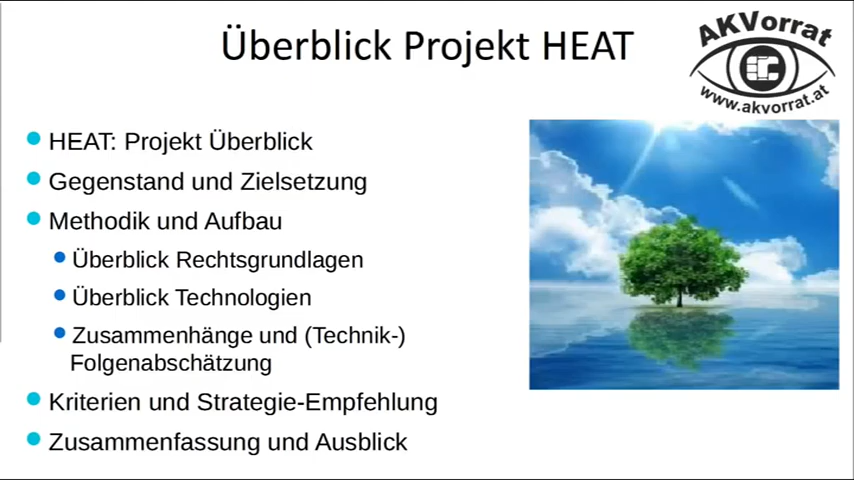 Überblick Projekt HEAT
AKVorrat
www.akvorrat.at
HEAT: Projekt Überblick
Gegenstand und Zielsetzung
Methodik und Aufbau
Überblick Rechtsgrundlagen
Überblick Technologien
Zusammenhänge und (Technik-)
Folgenabschätzung
Kriterien und Strategie-Empfehlung
Zusammenfassung und Ausblick